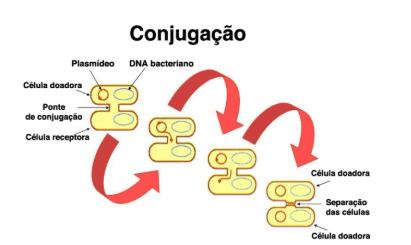 Conjugação
Plasmídeo
DNA bacteriano
Célula doadora
Ponte
de conjugação
Célula receptora
Célula doadora
Separação
das células
Célula doadora